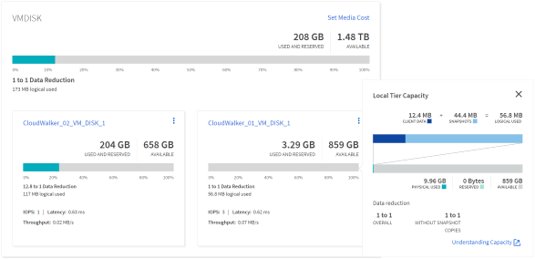 VMDISK
Set Media Cost
208 GB
USED AND RESERVED
1.48 TB
AVAILABLE
0% 10% 20% 30% 40% 50% 60% 70% 80% 90% 100%
1 to 1 Data Reduction
173 MB logical used
CloudWalker_02_VM_DISK_1
204 GB
USED AND RESERVED
658 GB
AVAILABLE
0% 20% 40% 60% 80% 100%
12.8 to 1 Data Reduction
117 MB logical used
IOPS: 1 | Latency: 0.60 ms
Throughput: 0.02 MB/s
CloudWalker_01_VM_DISK_1
3.29 GB
USED AND RESERVED
859 GB
AVAILABLE
0% 20% 40% 60% 80% 100%
1 to 1 Data Reduction
56.8 MB logical used
IOPS: 3 | Latency: 0.62 ms
Throughput: 0.07 MB/s
Local Tier Capacity
12.4 MB + 44.4 MB = 56.8 MB
CLIENT DATA SNAPSHOTS LOGICAL USED
9.96 GB 0 Bytes 859 GB
PHYSICAL USED RESERVED AVAILABLE
Data reduction
1 to 1
OVERALL
1 to 1
WITHOUT SNAPSHOT
COPIES
Understanding Capacity